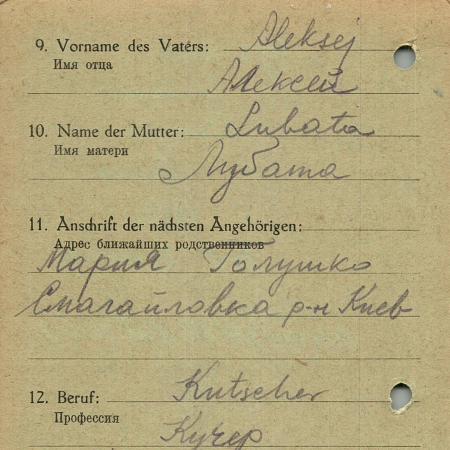 9. Vorname des Vaters: Aleksej
Имя отца
Алексей
10. Name der Mutter: Lubata
Имя матери
Лубата
11. Anschrift der nächsten Angehörigen:
Адрес ближайших родственников
Мария Голушко
Смагайловка р-н Киев
12. Beruf: Kutscher
Профессия
Кучер